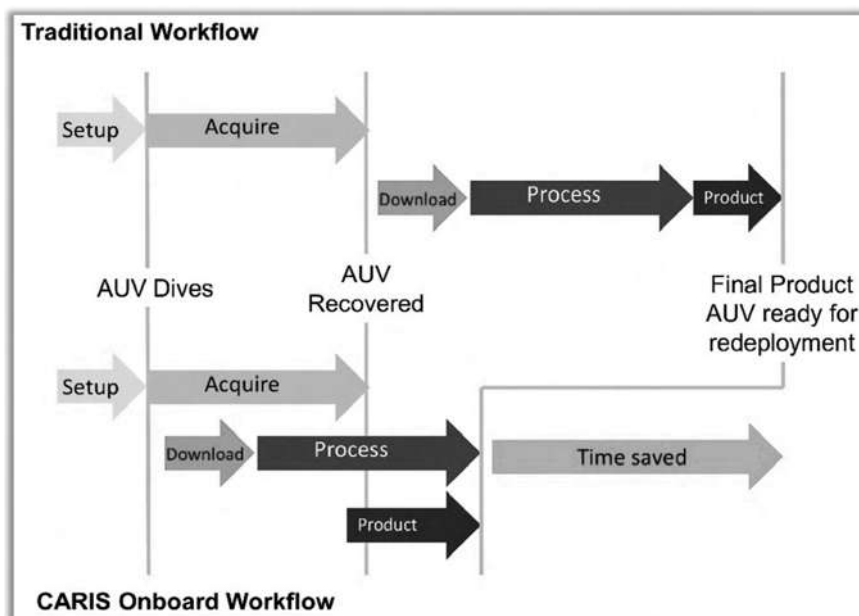 Traditional Workflow
Setup
Acquire
Download
Process
Product
AUV Dives
AUV
Recovered
Final Product
AUV ready for
redeployment
Setup
Acquire
Download
Process
Time saved
Product
CARIS Onboard Workflow